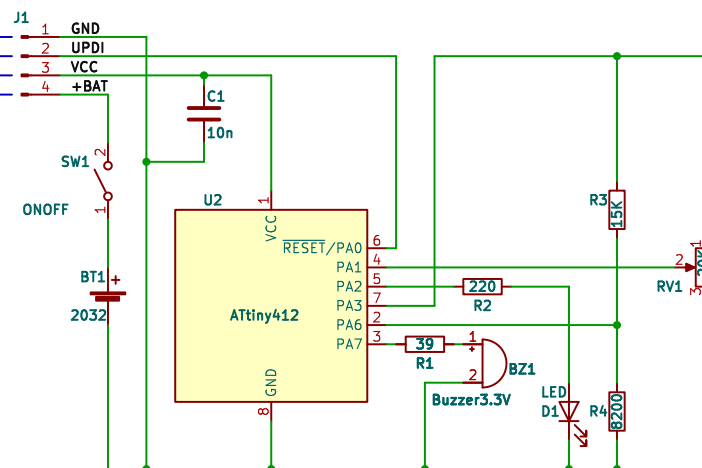 J1
1 GND
2 UPDI
3 VCC
4 +BAT
C1
10n
SW1
2
1
ONOFF
BT1 +
2032
U2
1
VCC
RESET/PA0 6
PA1 4
PA2 5
PA3 7
PA6 2
PA7 3
ATtiny412
GND
8
220
R2
39
R1
1
+
2
BZ1
Buzzer3.3V
LED
D1
R3
15K
R4
8200
2
RV1
1
3